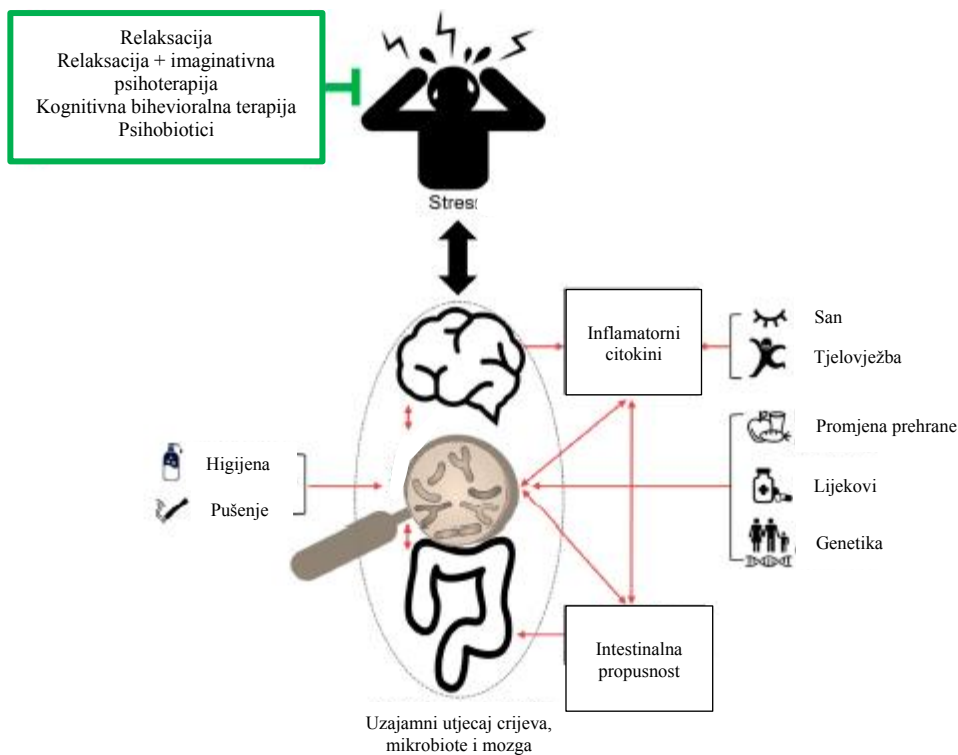 Relaksacija
Relaksacija + imaginativna
psihoterapija
Kognitivna bihevioralna terapija
Psihobiotici
Stres
Inflamatorni
citokini
San
Tjelovježba
Promjena prehrane
Higijena
Pušenje
Lijekovi
Genetika
Intestinalna
propusnost
Uzajamni utjecaj crijeva,
mikrobiote i mozga